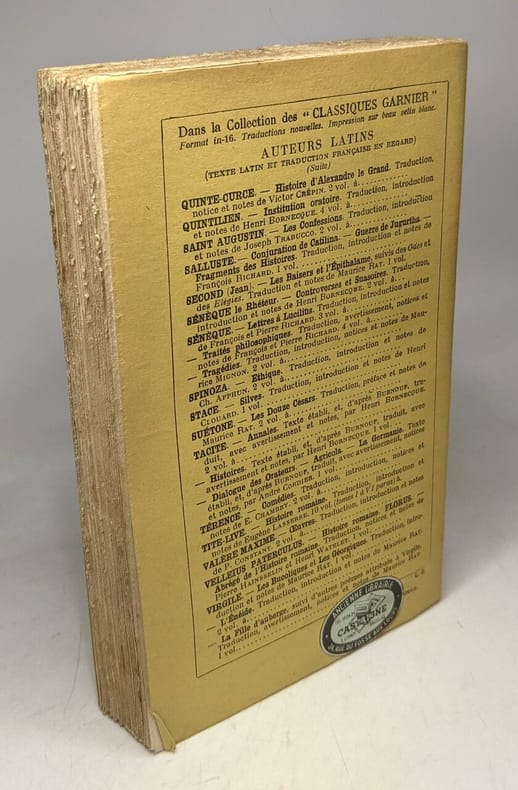 Dans la Collection des "CLASSIQUES GARNIER"
Format in-16. Traductions nouvelles. Impression sur beau velin blanc.
AUTEURS LATINS
(TEXTE LATIN ET TRADUCTION FRANÇAISE EN REGARD)
(Suite)
QUINTE-CURCE. — Histoire d'Alexandre le Grand. Traduction,
notice et notes de Victor CRÉPIN. 2 vol. à
QUINTILIEN. — Institution oratoire. Traduction, introduction
et notes de Henri BORNECQUE. 4 vol. à
SAINT AUGUSTIN. — Les Confessions. Traduction, introduction
et notes de Joseph TRABUCCO. 2 vol. à
SALLUSTE. — Conjuration de Catilina. — Guerre de Jugurtha. —
Fragments des Histoires. Traduction, introduction et notes de
François RICHARD. 1 vol.
SECOND (Jean). — Les Baisers et l'Épithalame, suivis des Odes et
des Élégies. Traduction et notes de Maurice RAT. 1 vol.
SÉNÈQUE le Rhéteur. — Controverses et Suasoires. Traduction,
introduction et notes de Henri BORNECQUE. 2 vol. à
SÉNÈQUE. — Lettres à Lucilius. Traduction, introduction et notes
de François et Pierre RICHARD. 3 vol. à
— Traités philosophiques. Traduction, avertissement, notices et
notes de François et Pierre RICHARD. 4 vol. à
— Tragédies. Traduction, introduction, notices et notes de Mau-
rice MIGNON. 2 vol. à
SPINOZA — Éthique. Traduction, introduction et notes de
Ch. APPHUN. 2 vol. à
STACE. — Silves. Traduction, introduction et notes de Henri
CLOUARD. 1 vol.
SUÉTONE. — Les Douze Césars. Traduction, préface et notes de
Maurice RAT. 2 vol. à
TACITE. — Annales. Texte établi, et, d'après BURNOUF, tra-
duit, avec avertissement et notes, par Henri BORNECQUE.
2 vol. à
— Histoires. Texte établi, et, d'après BURNOUF, traduit, avec
avertissement et notes, par Henri BORNECQUE. 1 vol.
— Dialogue des Orateurs. — Agricola. — La Germanie. Texte
établi, et, d'après BURNOUF, traduit, avec avertissement, notices
et notes, par André CORDIER. 1 vol.
TÉRENCE. — Comédies. Traduction, introduction, notices et
notes de E. CHAMBRY. 2 vol. à
TITE-LIVE. — Histoire romaine. Traduction, introduction et
notes de Eugène LASSERRE. 10 vol. (tomes I à VI parus) à
VALÈRE MAXIME. — Œuvres. Traduction, introduction et notes
de P. CONSTANT. 2 vol. à
VELLEIUS PATERCULUS. — Histoire romaine. FLORUS. —
Abrégé de l'Histoire romaine. Traduction, notices et notes de
Pierre HAINSSELIN et Henri WATELET. 1 vol.
VIRGILE. — Les Bucoliques et Les Géorgiques. Traduction, intro-
duction et notes de Maurice RAT. 1 vol.
— L'Énéide. Traduction, introduction et notes de Maurice RAT.
2 vol. à
— La Fille d'auberge, suivi d'autres poèmes attribués à Virgile.
Traduction, avertissement, notices et notes de Maurice RAT.
1 vol.
ANCIENNE LIBRAIRIE
CASTAIGNE